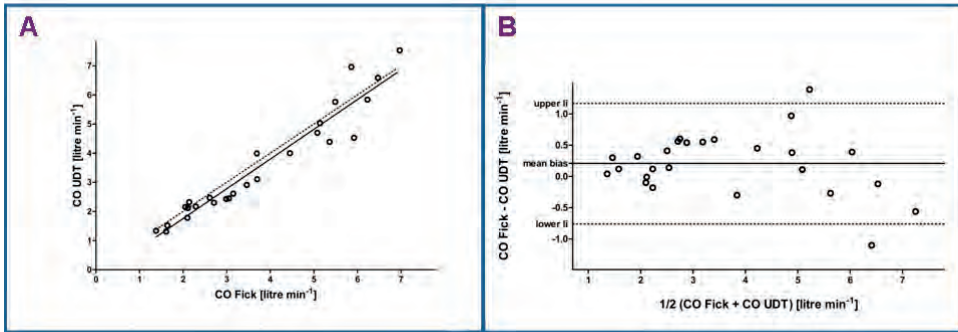 A
7
6
5
4
3
2
1
0
0 1 2 3 4 5 6 7
CO UDT [litre min⁻¹]
CO Fick [litre min⁻¹]
B
upper li
1.0
0.5
mean bias
0.0
-0.5
lower li
-1.0
1 2 3 4 5 6 7
CO Fick - CO UDT [litre min⁻¹]
1/2 (CO Fick + CO UDT) [litre min⁻¹]